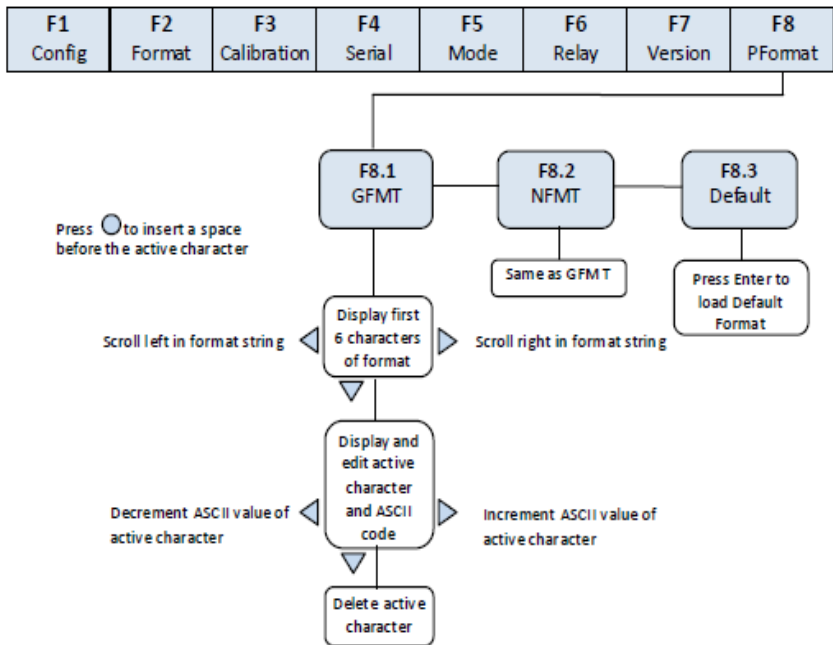 F1 F2 F3 F4 F5 F6 F7 F8
Config Format Calibration Serial Mode Relay Version PFormat
F8.1
GFMT
F8.2
NFMT
F8.3
Default
Press to insert a space
before the active character
Same as GFMT
Press Enter to
load Default
Format
Display first
6 characters
of format
Scroll left in format string
Scroll right in format string
Display and
edit active
character
and ASCII
code
Decrement ASCII value of
active character
Increment ASCII value of
active character
Delete active
character